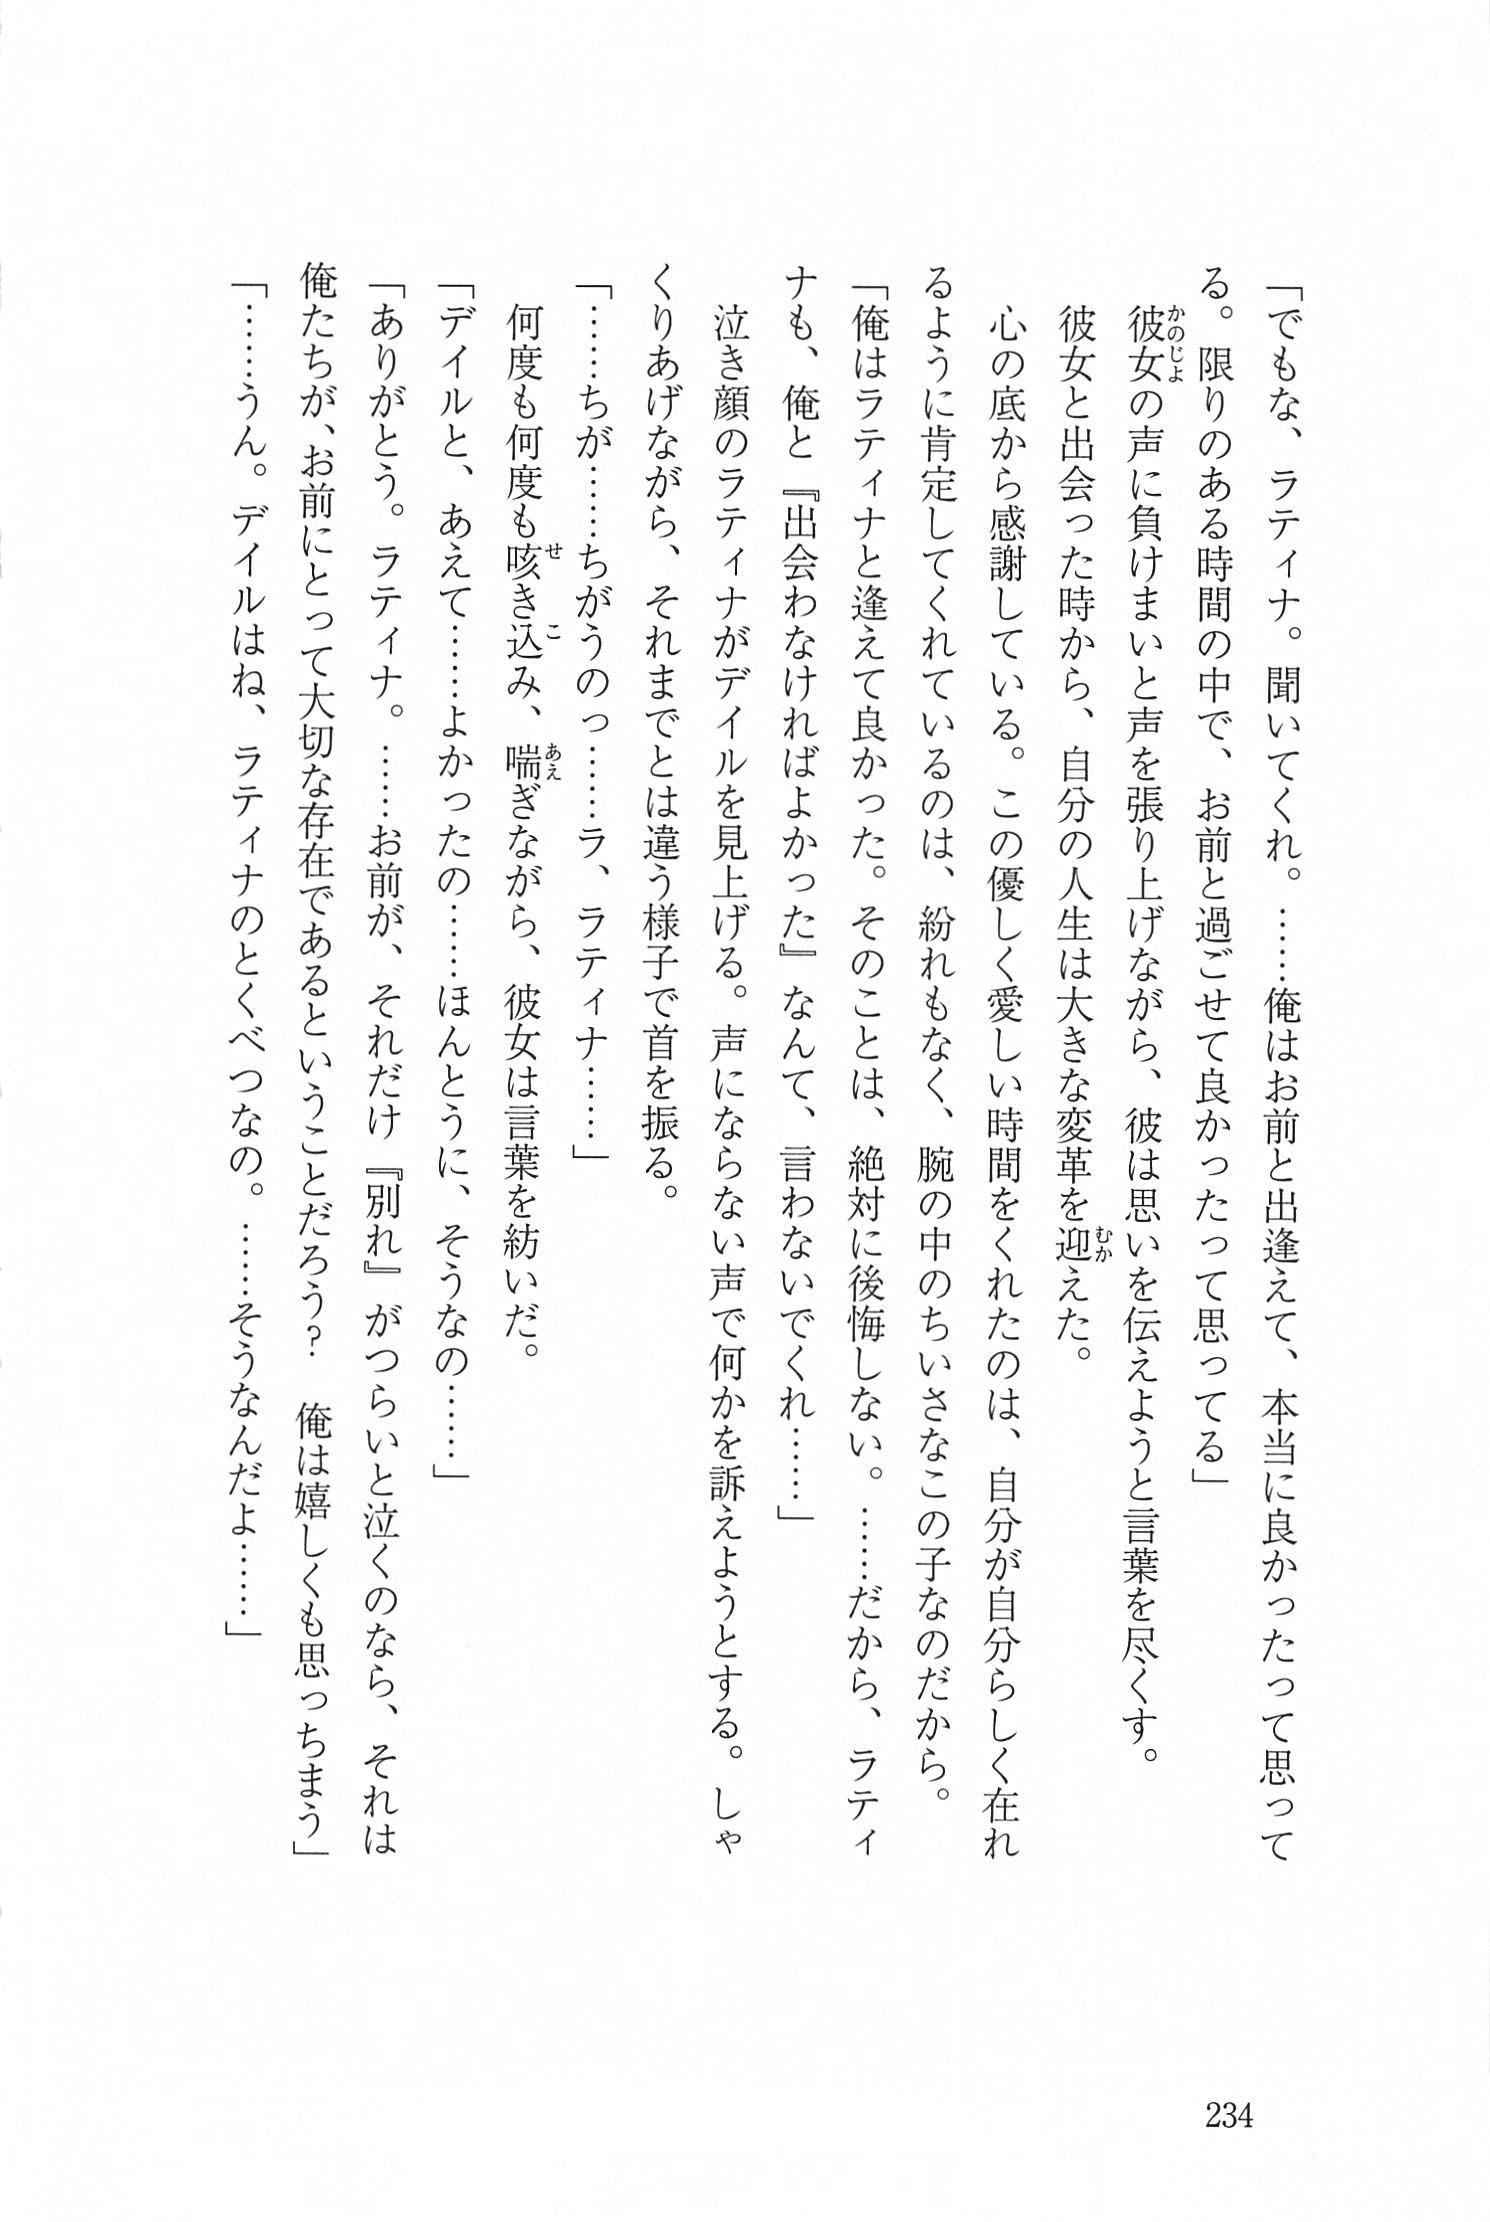 「でもな、ラティナ。聞いてくれ。……俺はお前と出逢えて、本当に良かったって思って
る。限りのある時間の中で、お前と過ごせて良かったって思ってる」
彼女の声に負けまいと声を張り上げながら、彼は思いを伝えようと言葉を尽くす。
彼女と出会った時から、自分の人生は大きな変革を迎えた。
心の底から感謝している。この優しく愛しい時間をくれたのは、自分が自分らしく在れ
るように肯定してくれているのは、紛れもなく、腕の中のちいさなこの子なのだから。
「俺はラティナと逢えて良かった。そのことは、絶対に後悔しない。……だから、ラティ
ナも、俺と『出会わなければよかった』なんて、言わないでくれ……」
泣き顔のラティナがデイルを見上げる。声にならない声で何かを訴えようとする。しゃ
くりあげながら、それまでとは違う様子で首を振る。
「……ちが……ちがうのっ……ラ、ラティナ……」
何度も何度も咳き込み、喘ぎながら、彼女は言葉を紡いだ。
「デイルと、あえて……よかったの……ほんとうに、そうなの……」
「ありがとう。ラティナ。……お前が、それだけ『別れ』がつらいと泣くのなら、それは
俺たちが、お前にとって大切な存在であるということだろう？　俺は嬉しくも思っちまう」
「……うん。デイルはね、ラティナのとくべつなの。……そうなんだよ……」
234